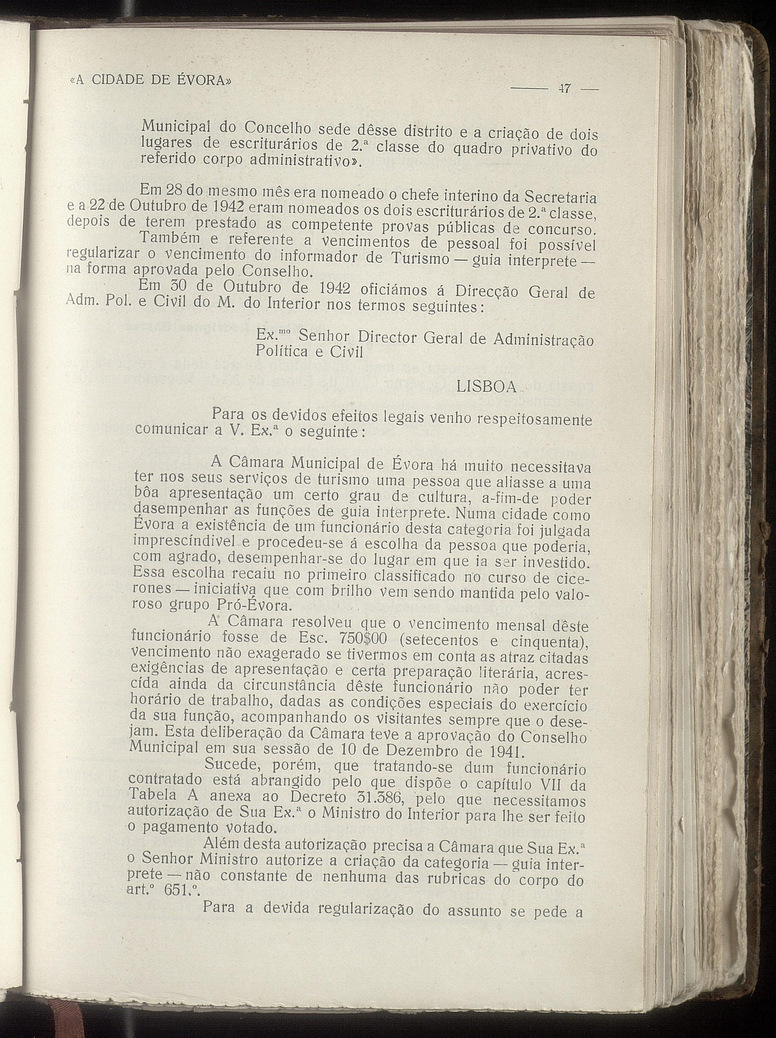 «A CIDADE DE ÉVORA»
47
Municipal do Concelho sede dêsse distrito e a criação de dois
lugares de escriturários de 2.ª classe do quadro privativo do
referido corpo administrativo».
Em 28 do mesmo mês era nomeado o chefe interino da Secretaria
e a 22 de Outubro de 1942 eram nomeados os dois escriturários de 2.ª classe,
depois de terem prestado as competente provas públicas de concurso.
Também e referente a vencimentos de pessoal foi possível
regularizar o vencimento do informador de Turismo — guia interprete —
na forma aprovada pelo Conselho.
Em 30 de Outubro de 1942 oficiámos á Direcção Geral de
Adm. Pol. e Civil do M. do Interior nos termos seguintes:
Ex.mo Senhor Director Geral de Administração
Política e Civil
LISBOA
Para os devidos efeitos legais venho respeitosamente
comunicar a V. Ex.ª o seguinte:
A Câmara Municipal de Évora há muito necessitava
ter nos seus serviços de turismo uma pessoa que aliasse a uma
bôa apresentação um certo grau de cultura, a-fim-de poder
dasempenhar as funções de guia interprete. Numa cidade como
Évora a existência de um funcionário desta categoria foi julgada
imprescíndivel e procedeu-se á escolha da pessoa que poderia,
com agrado, desempenhar-se do lugar em que ia ser investido.
Essa escolha recaiu no primeiro classificado no curso de cice-
rones — iniciativa que com brilho vem sendo mantida pelo valo-
roso grupo Pró-Évora.
A Câmara resolveu que o vencimento mensal dêste
funcionário fosse de Esc. 750$00 (setecentos e cinquenta),
vencimento não exagerado se tivermos em conta as atraz citadas
exigências de apresentação e certa preparação literária, acres-
cída ainda da circunstância dêste funcionário não poder ter
horário de trabalho, dadas as condições especiais do exercício
da sua função, acompanhando os visitantes sempre que o dese-
jam. Esta deliberação da Câmara teve a aprovação do Conselho
Municipal em sua sessão de 10 de Dezembro de 1941.
Sucede, porém, que tratando-se dum funcionário
contratado está abrangido pelo que dispõe o capítulo VII da
Tabela A anexa ao Decreto 31.386, pelo que necessitamos
autorização de Sua Ex.ª o Ministro do Interior para lhe ser feito
o pagamento votado.
Além desta autorização precisa a Câmara que Sua Ex.ª
o Senhor Ministro autorize a criação da categoria — guia inter-
prete — não constante de nenhuma das rubricas do corpo do
art.º 651.º.
Para a devida regularização do assunto se pede a